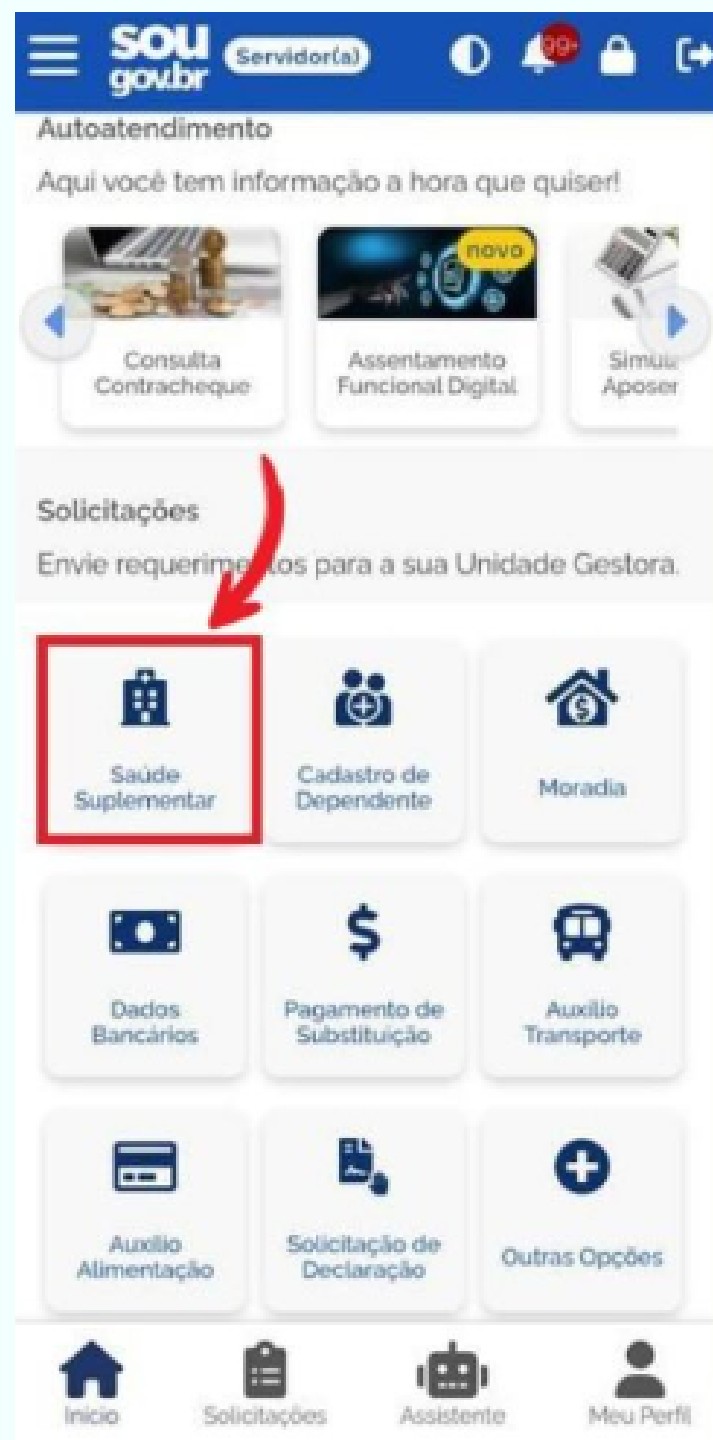 sou
gov.br
Servidor(a)
99+
Autoatendimento
Aqui você tem informação a hora que quiser!
novo
Consulta
Contracheque
Assentamento
Funcional Digital
Solicitações
Envie para a sua Unidade Gestora.
Saúde
Suplementar
Cadastro de
Dependente
Moradia
Dados
Bancários
Pagamento de
Substituição
Auxílio
Transporte
Auxílio
Alimentação
Solicitação de
Declaração
Outras Opções
Início
Solicitações
Assistente
Meu Perfil